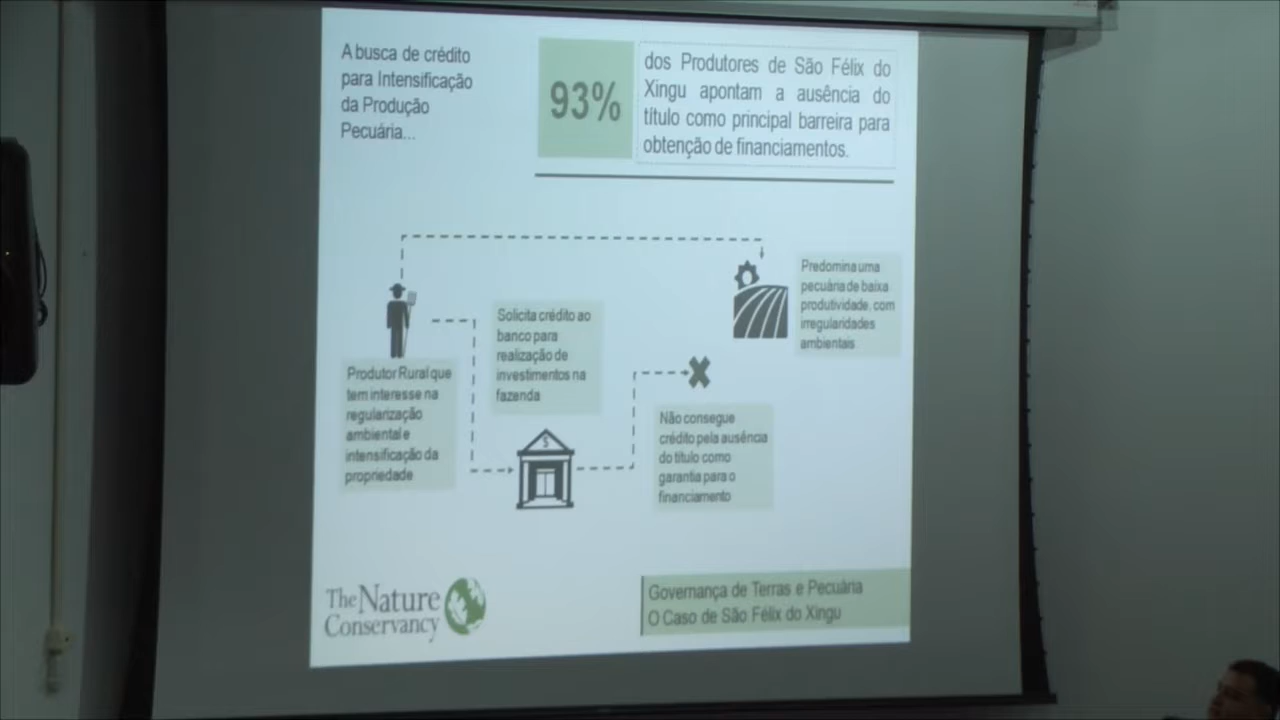 A busca de crédito
para Intensificação
da Produção
Pecuária...
93%
dos Produtores de São Félix do
Xingu apontam a ausência do
título como principal barreira para
obtenção de financiamentos.
Predomina uma
pecuária de baixa
produtividade, com
irregularidades
ambientais
Solicita crédito ao
banco para
realização de
investimentos na
fazenda
Produtor Rural que
tem interesse na
regularização
ambiental e
intensificação da
propriedade
$
Não consegue
crédito pela ausência
do título como
garantia para o
financiamento
The Nature
Conservancy
Governança de Terras e Pecuária
O Caso de São Félix do Xingu